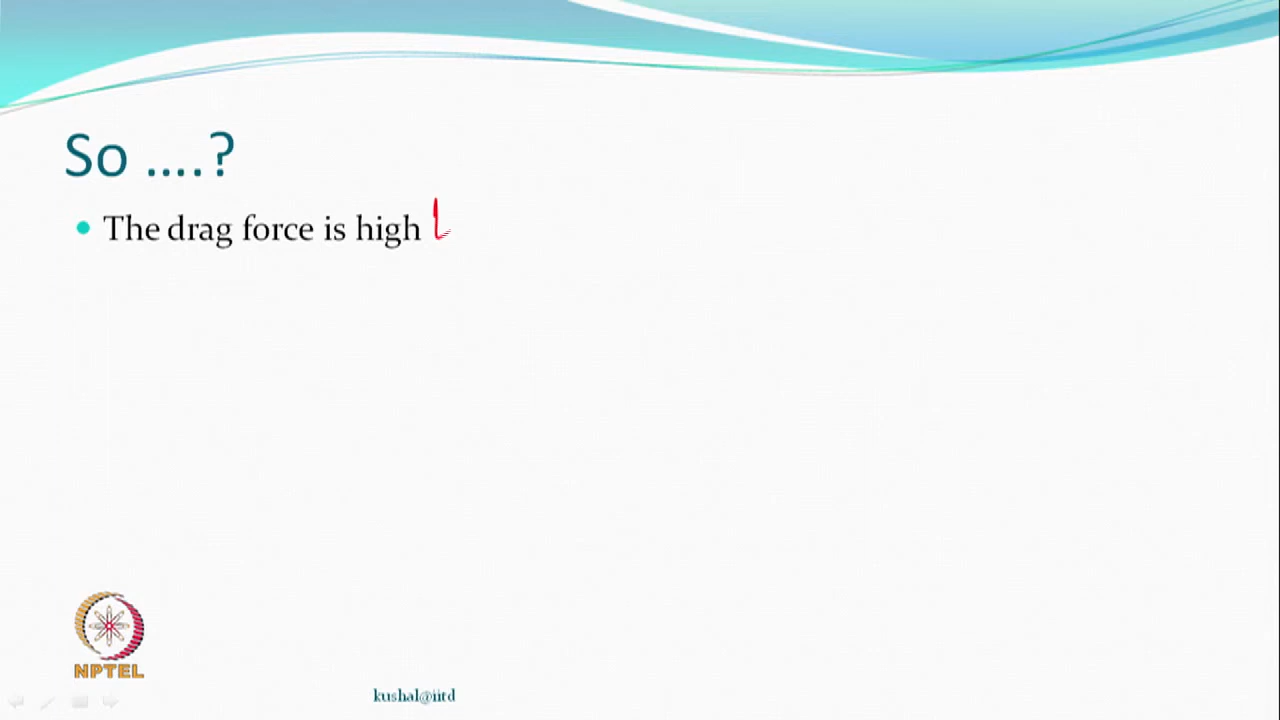 So ....?
The drag force is high
NPTEL
kushal@iitd